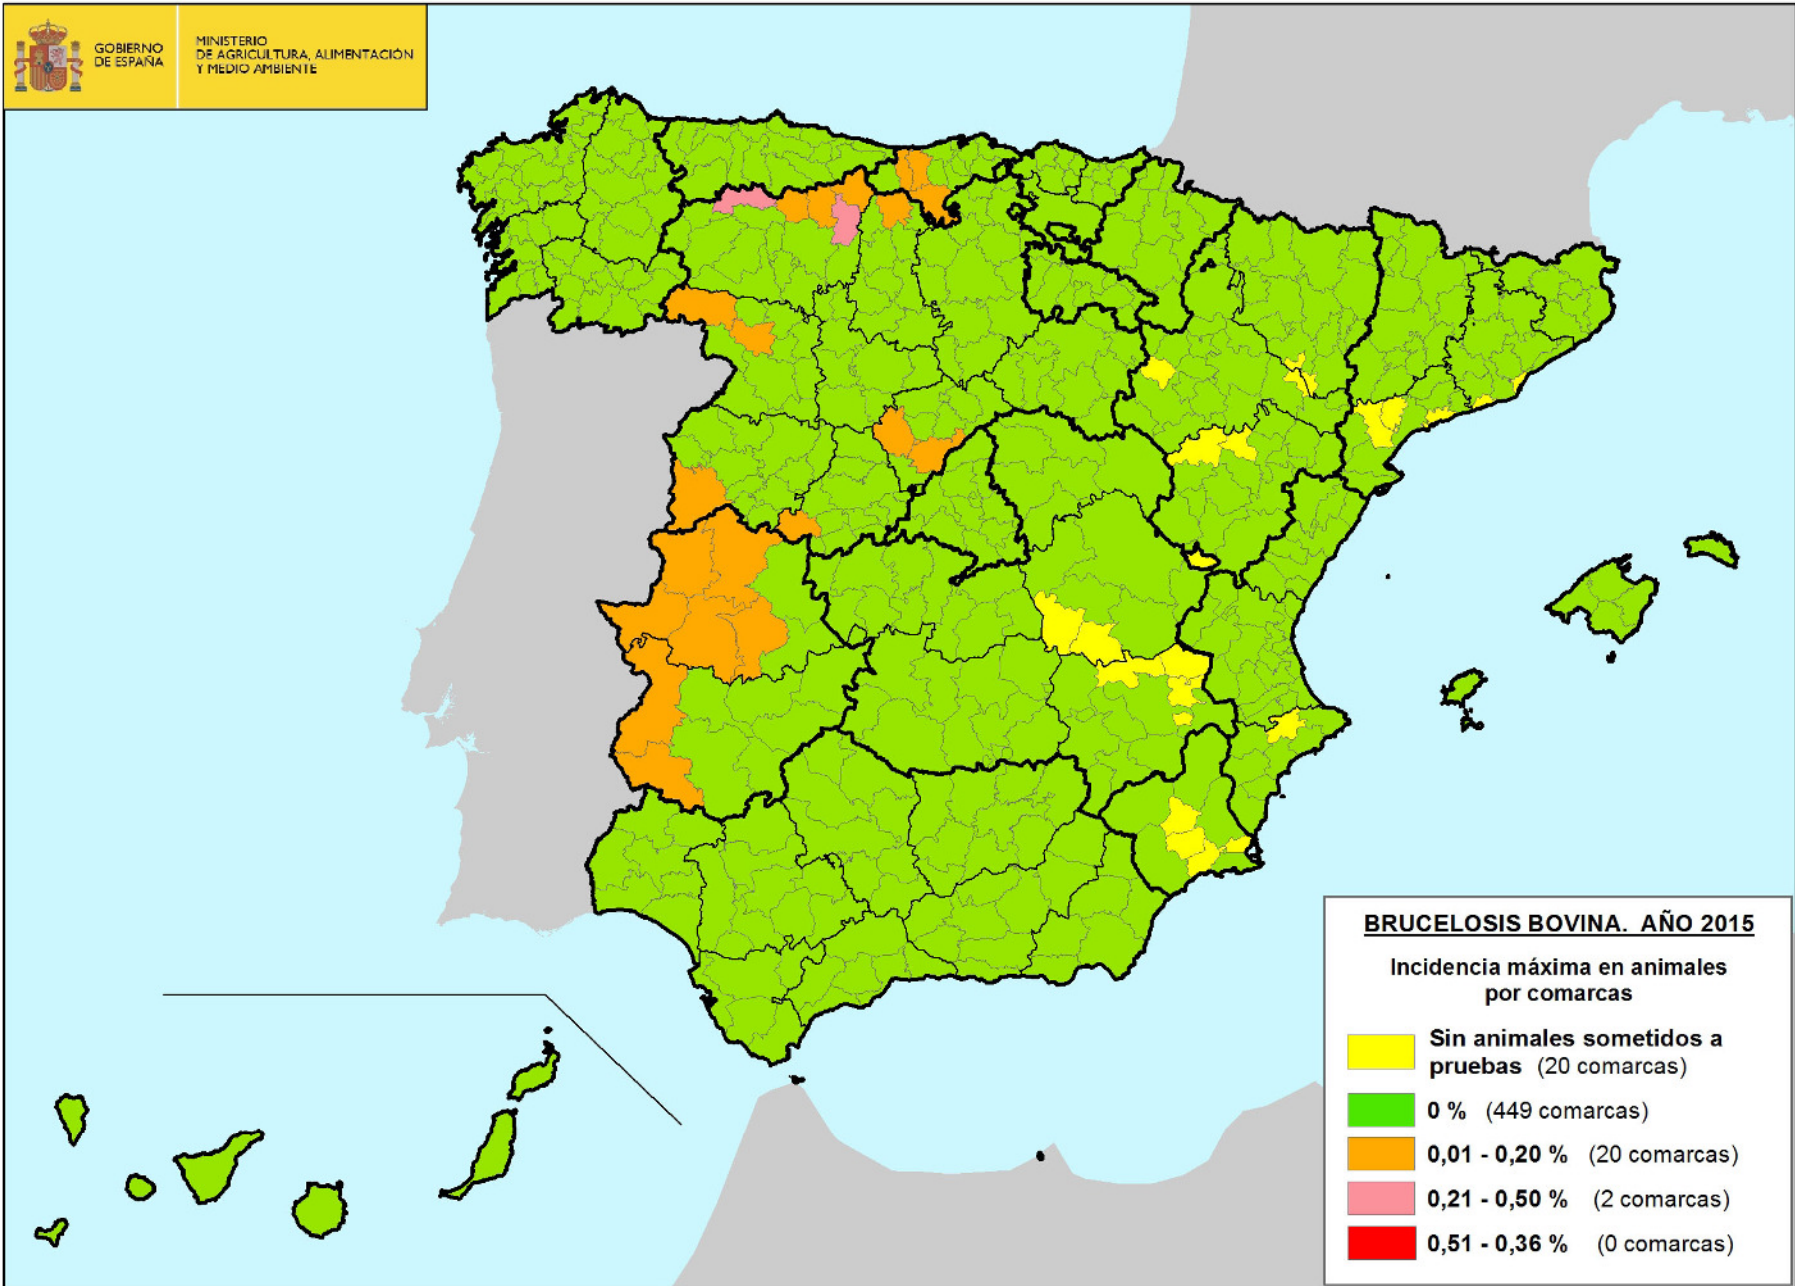 GOBIERNO
DE ESPAÑA
MINISTERIO
DE AGRICULTURA, ALIMENTACIÓN
Y MEDIO AMBIENTE
BRUCELOSIS BOVINA. AÑO 2015
Incidencia máxima en animales
por comarcas
Sin animales sometidos a
pruebas (20 comarcas)
0 % (449 comarcas)
0,01 - 0,20 % (20 comarcas)
0,21 - 0,50 % (2 comarcas)
0,51 - 0,36 % (0 comarcas)